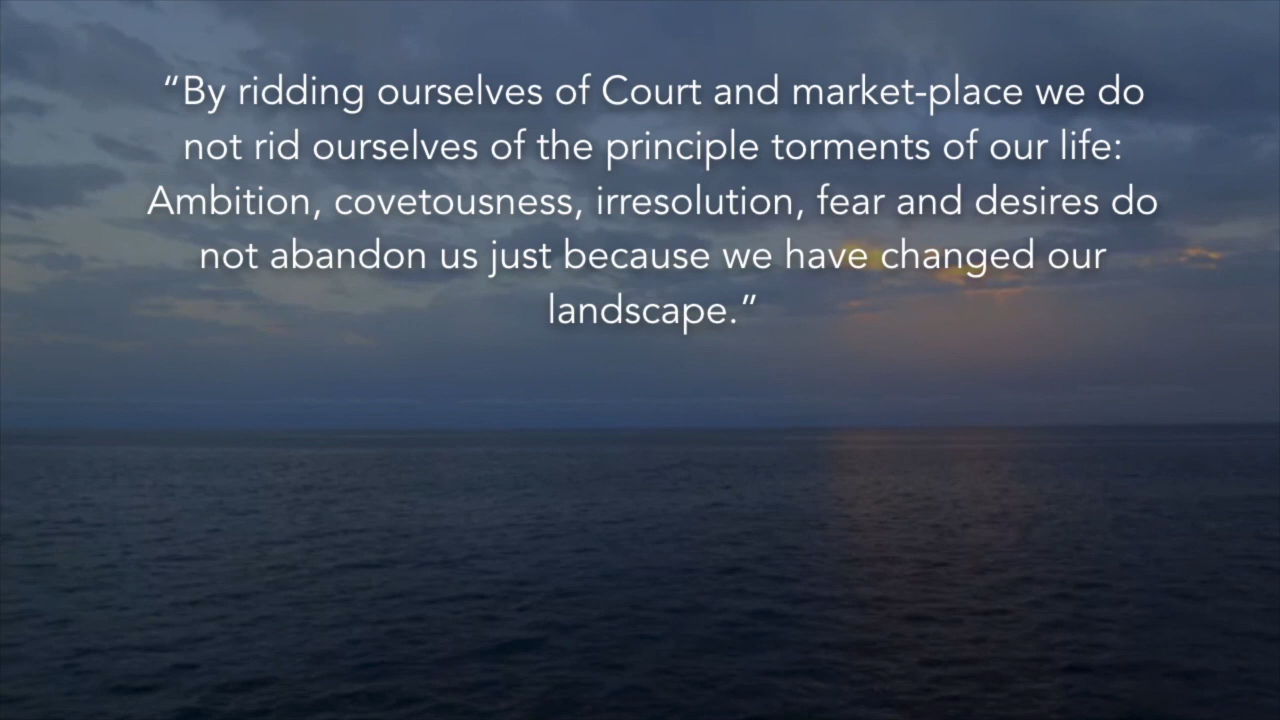 “By ridding ourselves of Court and market-place we do
not rid ourselves of the principle torments of our life:
Ambition, covetousness, irresolution, fear and desires do
not abandon us just because we have changed our
landscape.”